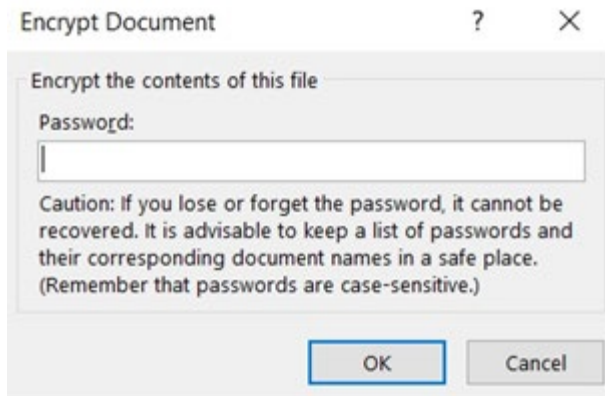 Encrypt Document
?
Encrypt the contents of this file
Password:
Caution: If you lose or forget the password, it cannot be
recovered. It is advisable to keep a list of passwords and
their corresponding document names in a safe place.
(Remember that passwords are case-sensitive.)
OK
Cancel